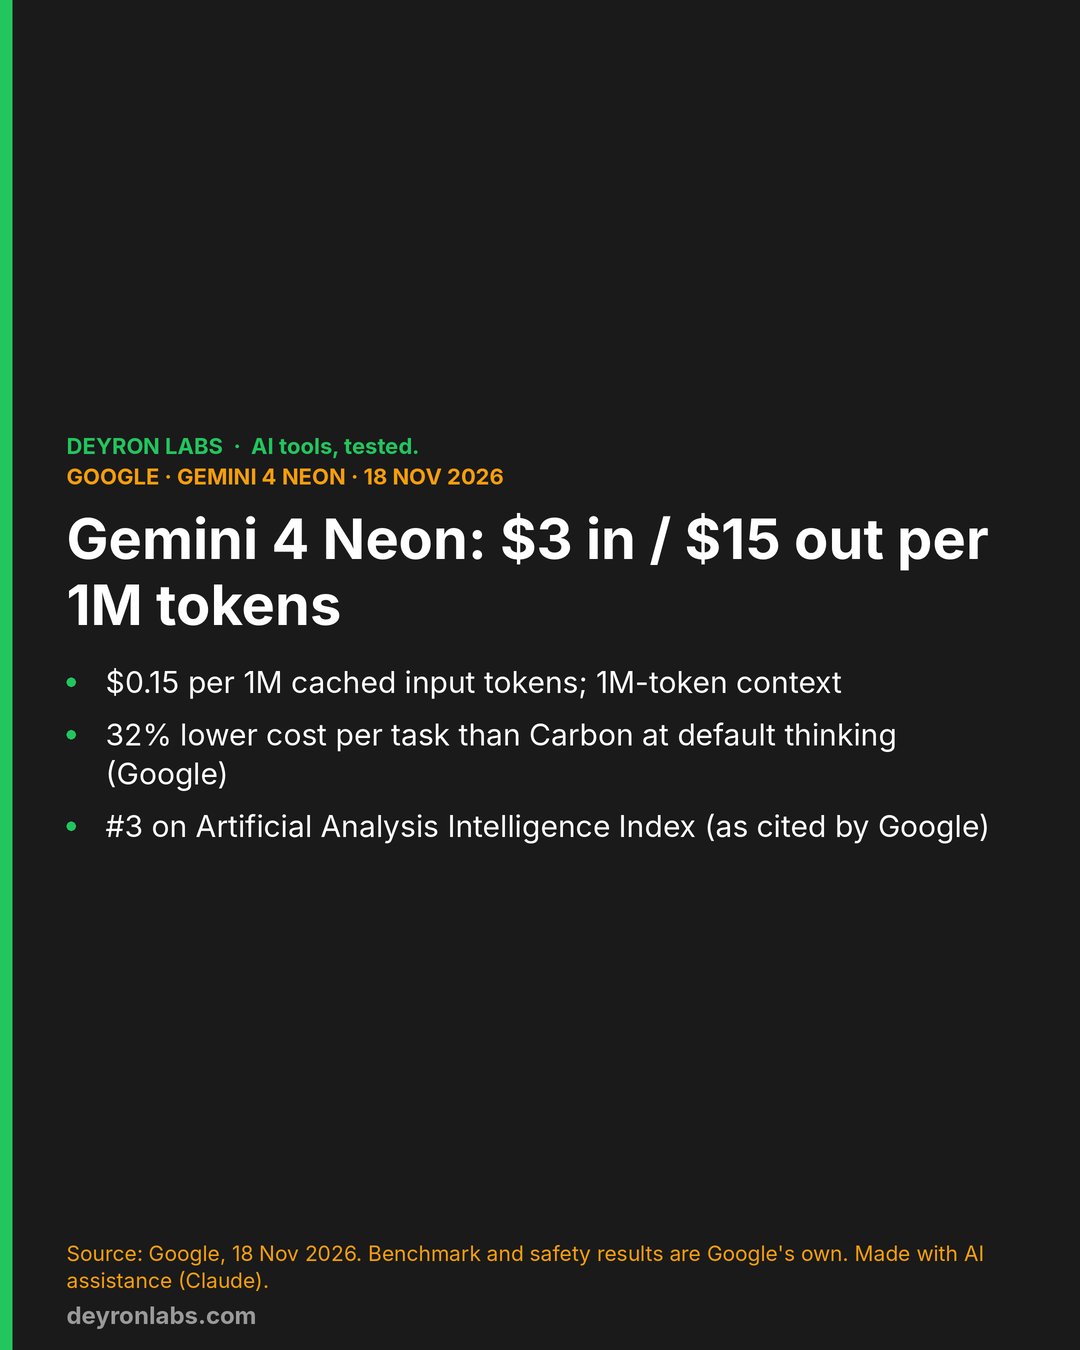 DEYRON LABS · AI tools, tested.
GOOGLE · GEMINI 4 NEON · 18 NOV 2026
Gemini 4 Neon: $3 in / $15 out per
1M tokens
• $0.15 per 1M cached input tokens; 1M-token context
• 32% lower cost per task than Carbon at default thinking
(Google)
• #3 on Artificial Analysis Intelligence Index (as cited by Google)
Source: Google, 18 Nov 2026. Benchmark and safety results are Google's own. Made with AI
assistance (Claude).
deyronlabs.com